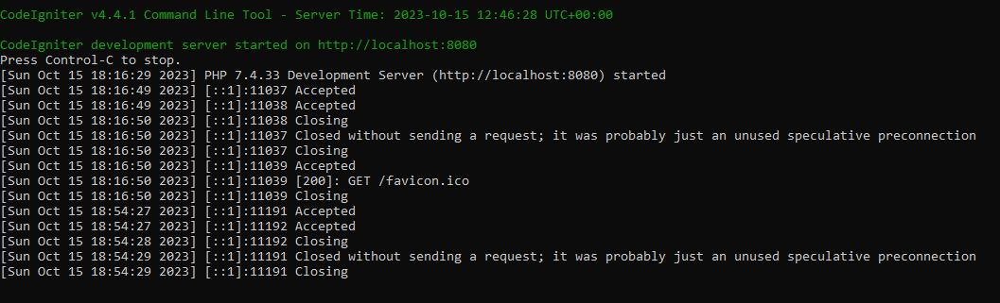 CodeIgniter v4.4.1 Command Line Tool - Server Time: 2023-10-15 12:46:28 UTC+00:00
CodeIgniter development server started on http://localhost:8080
Press Control-C to stop.
[Sun Oct 15 18:16:29 2023] PHP 7.4.33 Development Server (http://localhost:8080) started
[Sun Oct 15 18:16:49 2023] [::1]:11037 Accepted
[Sun Oct 15 18:16:49 2023] [::1]:11038 Accepted
[Sun Oct 15 18:16:50 2023] [::1]:11038 Closing
[Sun Oct 15 18:16:50 2023] [::1]:11037 Closed without sending a request; it was probably just an unused speculative preconnection
[Sun Oct 15 18:16:50 2023] [::1]:11037 Closing
[Sun Oct 15 18:16:50 2023] [::1]:11039 Accepted
[Sun Oct 15 18:16:50 2023] [::1]:11039 [200]: GET /favicon.ico
[Sun Oct 15 18:16:50 2023] [::1]:11039 Closing
[Sun Oct 15 18:54:27 2023] [::1]:11191 Accepted
[Sun Oct 15 18:54:27 2023] [::1]:11192 Accepted
[Sun Oct 15 18:54:28 2023] [::1]:11192 Closing
[Sun Oct 15 18:54:29 2023] [::1]:11191 Closed without sending a request; it was probably just an unused speculative preconnection
[Sun Oct 15 18:54:29 2023] [::1]:11191 Closing